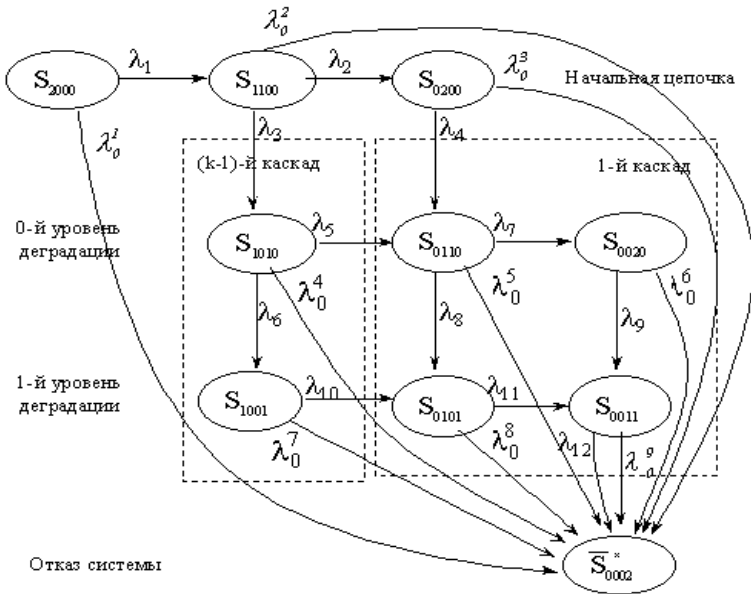 λ₀²
S₂₀₀₀ λ₁ S₁₁₀₀ λ₂ S₀₂₀₀ λ₀³ Начальная цепочка
λ₀¹ λ₃ λ₄
(k-1)-й каскад 1-й каскад
0-й уровень
деградации
S₁₀₁₀ λ₅ S₀₁₁₀ λ₇ S₀₀₂₀
λ₆ λ₀⁴ λ₈ λ₀⁵ λ₉ λ₀⁶
1-й уровень
деградации
S₁₀₀₁ λ₁₀ S₀₁₀₁ λ₁₁ S₀₀₁₁
λ₀⁷ λ₀⁸ λ₁₂ λ₀⁹
Отказ системы S̅₀₀₀₂*